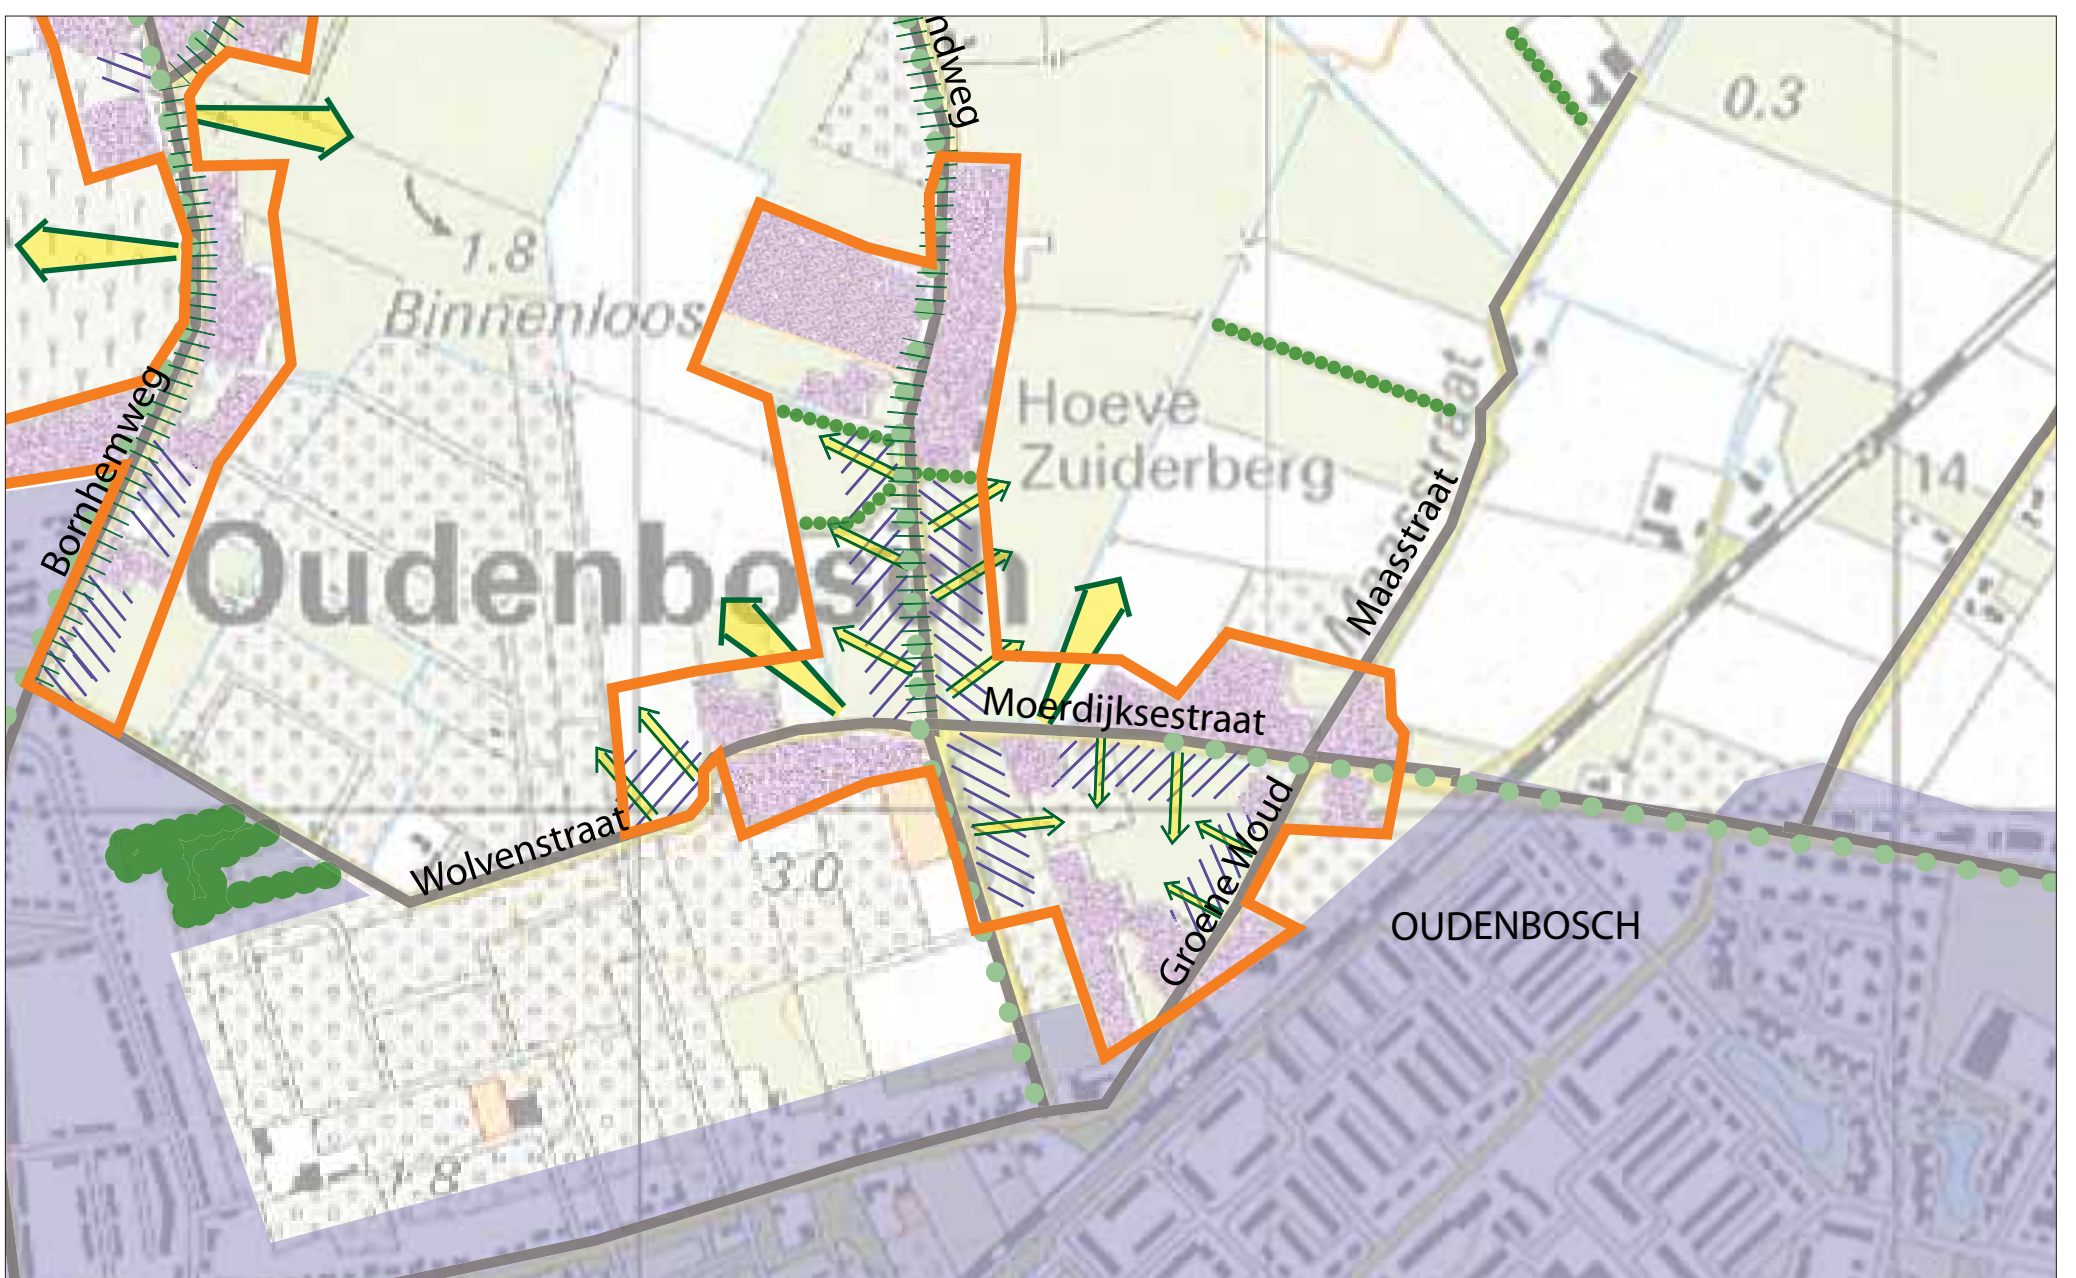 ndweg
0.3
1.8
Binnenloos
Bornhemweg
Hoeve
Zuiderberg
Maasstraat
Maasstraat
14
Oudenbosch
Moerdijksestraat
Wolvenstraat
3.0
Groene Woud
OUDENBOSCH
1.8